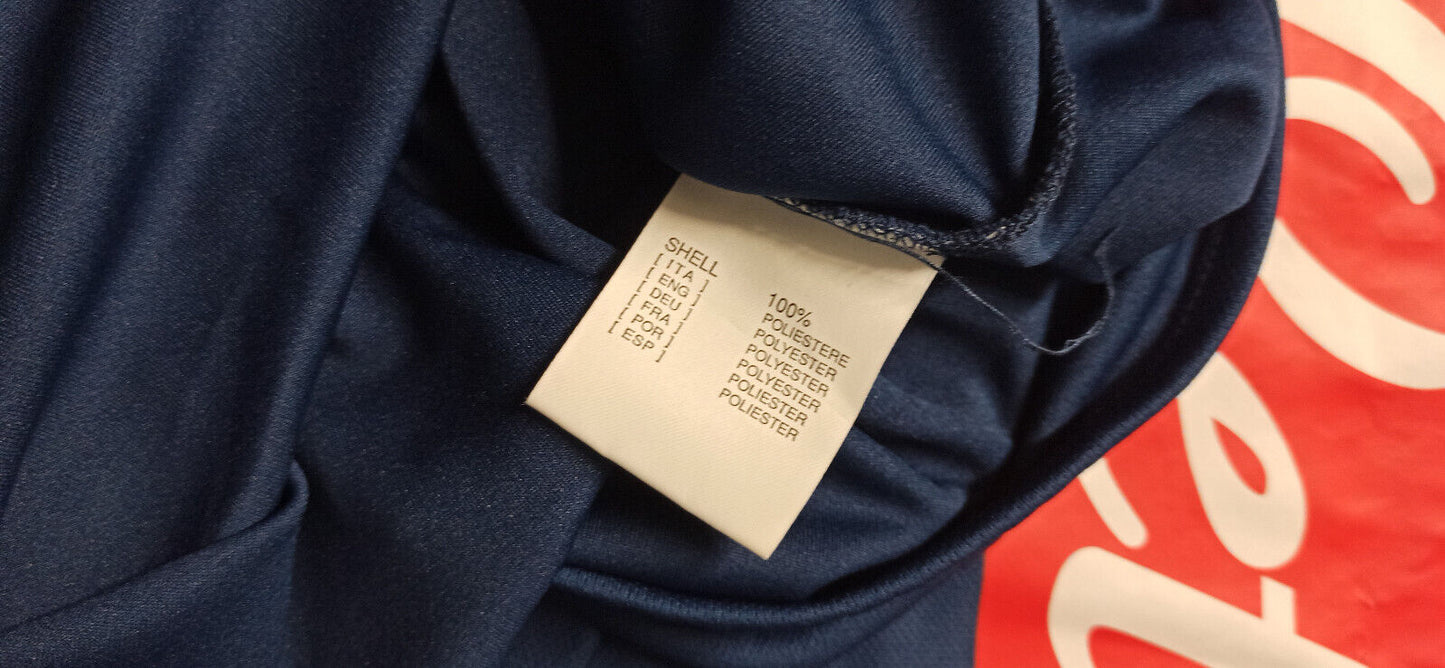 SHELL
[ ITA ]
[ ENG ]
[ DEU ]
[ FRA ]
[ POR ]
[ ESP ]
100%
POLIESTERE
POLYESTER
POLYESTER
POLYESTER
POLIESTER
POLIESTER